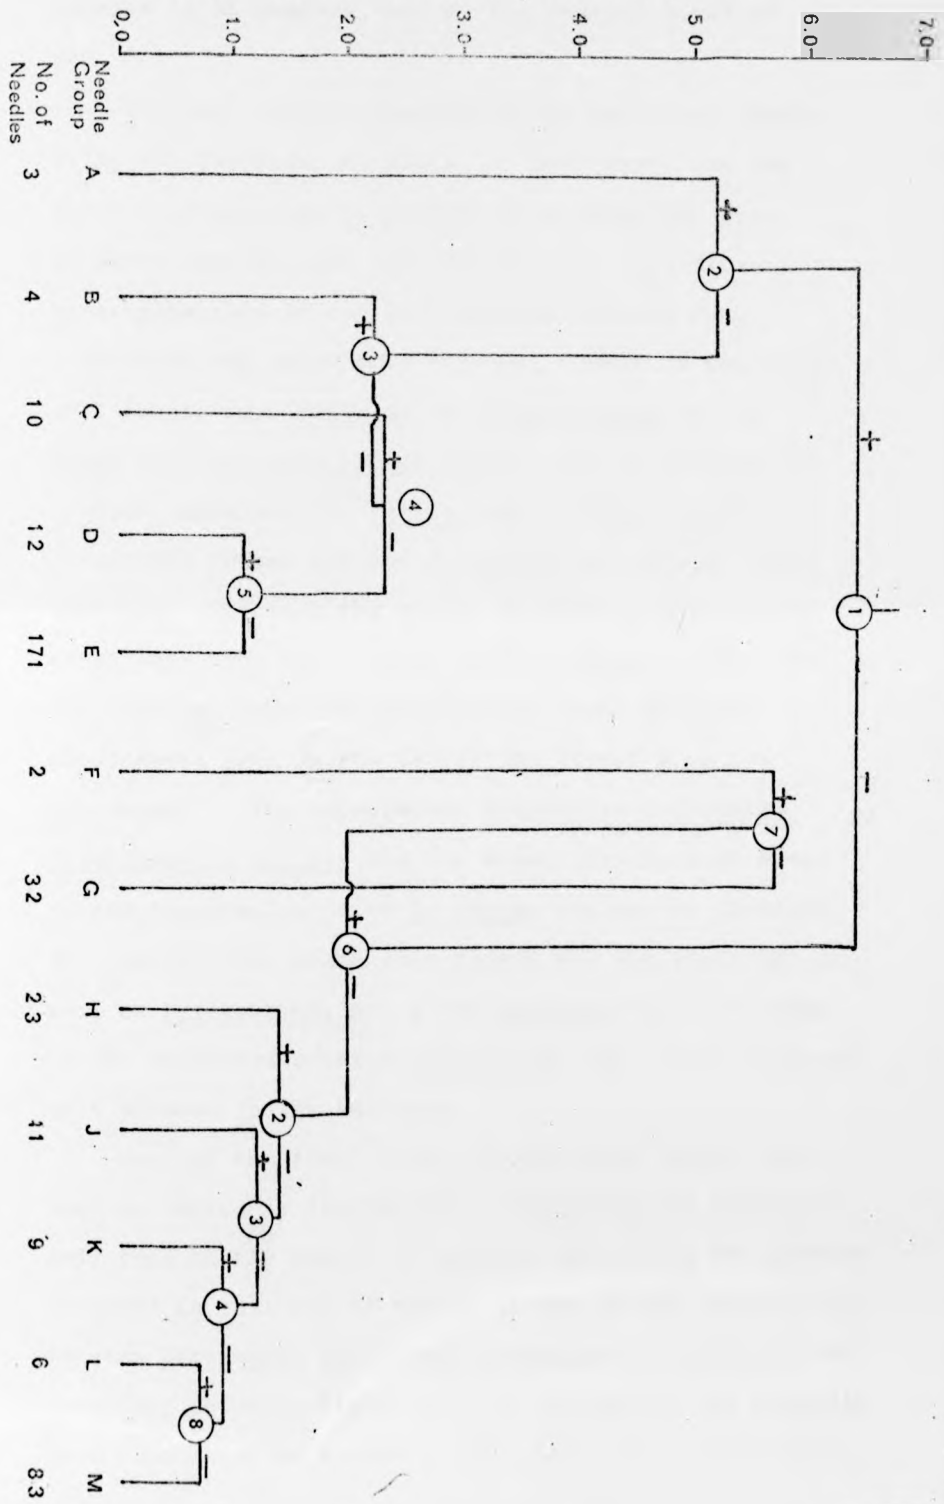 7.0
6.0
5.0
4.0
3.0
2.0
1.0
0.0
+ 1 −
+ 2 −
+ 7 −
+ 3 −
+ 4 −
+ 6 −
+ 2 −
+ 5 −
+ 3 −
+ 4 −
+ 8 −
Needle Group A B C D E F G H J K L M
No. of Needles 3 4 10 12 171 2 32 23 11 9 6 83